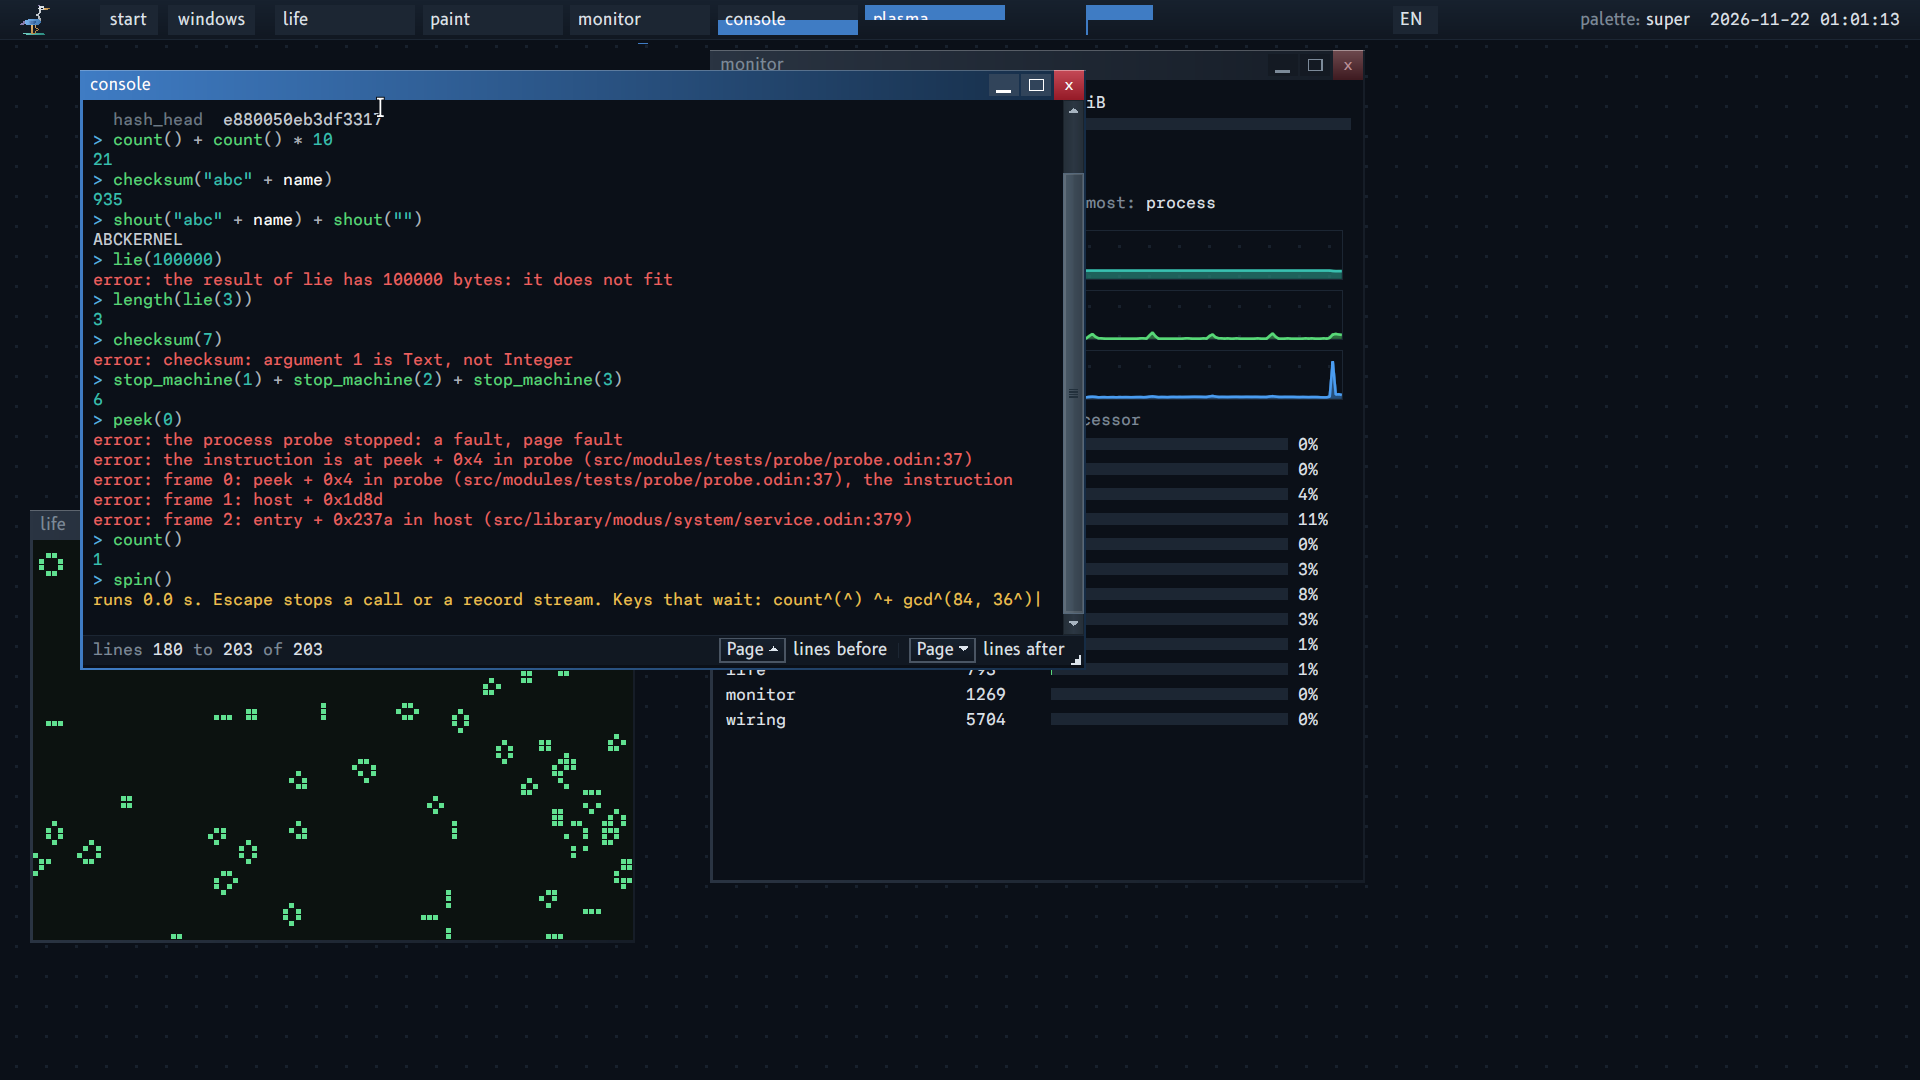 start windows life paint monitor console plasma EN palette: super 2026-11-22 01:01:13
monitor
x
console
x
iB
hash_head e880050eb3df3317
> count() + count() * 10
21
> checksum("abc" + name)
935
> shout("abc" + name) + shout("")
ABCKERNEL
> lie(100000)
error: the result of lie has 100000 bytes: it does not fit
> length(lie(3))
3
> checksum(7)
error: checksum: argument 1 is Text, not Integer
> stop_machine(1) + stop_machine(2) + stop_machine(3)
6
> peek(0)
error: the process probe stopped: a fault, page fault
error: the instruction is at peek + 0x4 in probe (src/modules/tests/probe/probe.odin:37)
error: frame 0: peek + 0x4 in probe (src/modules/tests/probe/probe.odin:37), the instruction
error: frame 1: host + 0x1d8d
error: frame 2: entry + 0x237a in host (src/library/modus/system/service.odin:379)
> count()
1
> spin()
runs 0.0 s. Escape stops a call or a record stream. Keys that wait: count^(^) ^+ gcd^(84, 36^)|
lines 180 to 203 of 203 Page lines before Page lines after
most: process
cessor
0%
0%
4%
11%
0%
3%
8%
3%
1%
life 793 1%
monitor 1269 0%
wiring 5704 0%
life